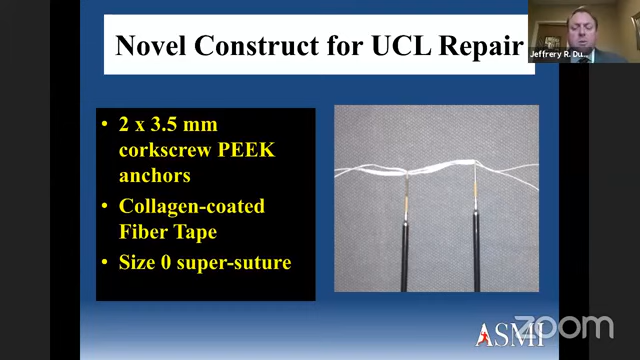 Novel Construct for UCL Repair
Jeffrery R. Du...
• 2 x 3.5 mm
corkscrew PEEK
anchors
• Collagen-coated
Fiber Tape
• Size 0 super-suture
ASMI
zoom